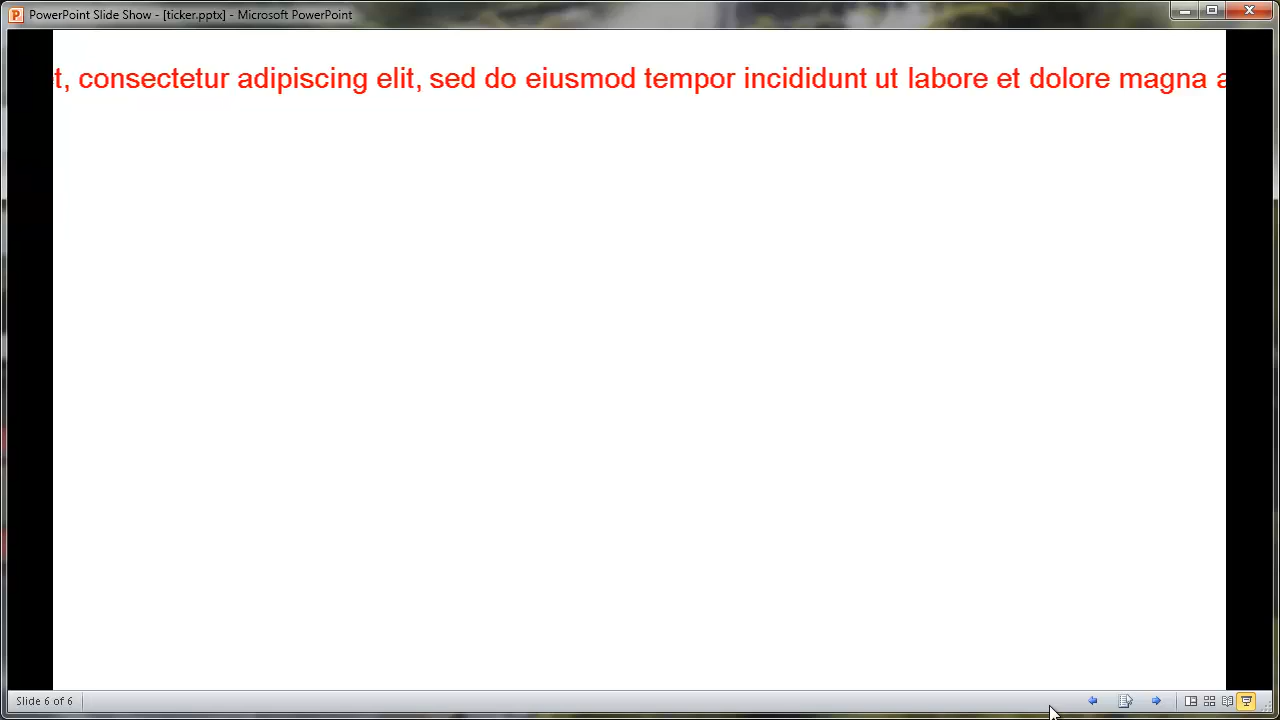 PowerPoint Slide Show - [ticker.pptx] - Microsoft PowerPoint
t, consectetur adipiscing elit, sed do eiusmod tempor incididunt ut labore et dolore magna a
Slide 6 of 6